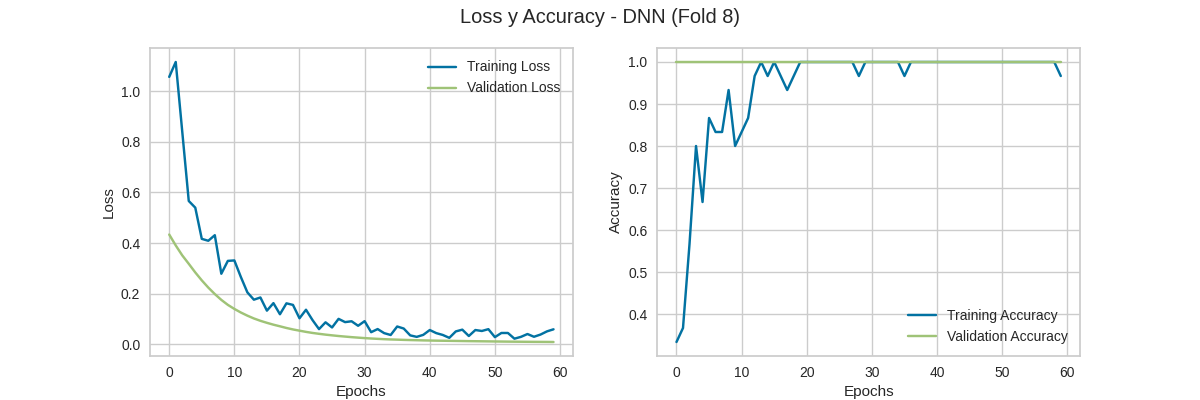 Loss y Accuracy - DNN (Fold 8)
Training Loss
Validation Loss
Loss
1.0
0.8
0.6
0.4
0.2
0.0
0 10 20 30 40 50 60
Epochs
Accuracy
1.0
0.9
0.8
0.7
0.6
0.5
0.4
Training Accuracy
Validation Accuracy
0 10 20 30 40 50 60
Epochs